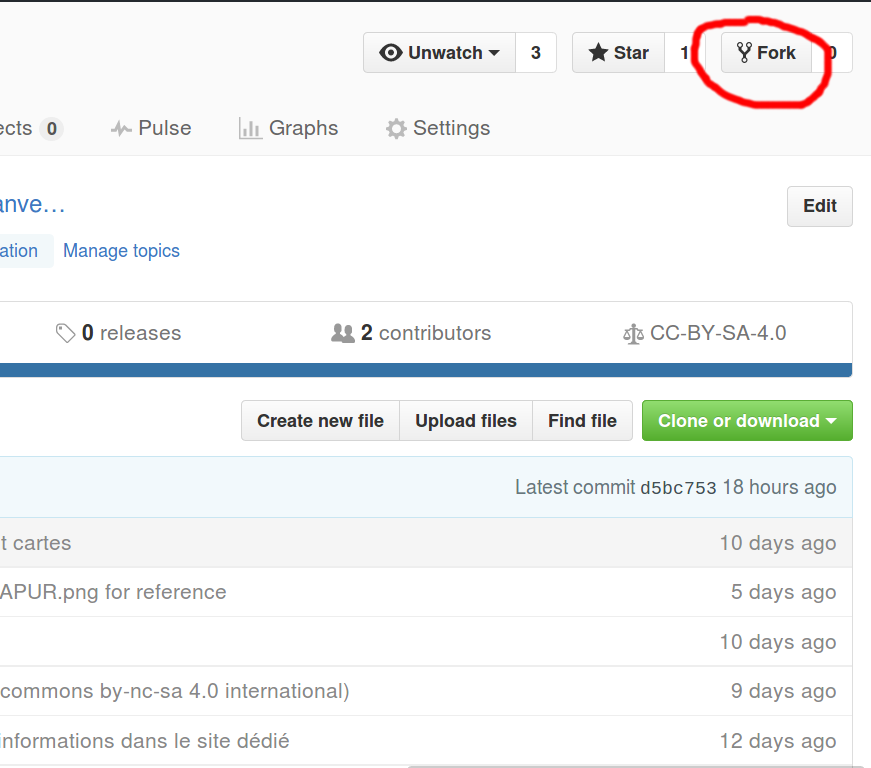 Unwatch 3 Star 1 Fork 0
ects 0 Pulse Graphs Settings
anve…
Edit
ation Manage topics
0 releases 2 contributors CC-BY-SA-4.0
Create new file Upload files Find file Clone or download
Latest commit d5bc753 18 hours ago
t cartes 10 days ago
APUR.png for reference 5 days ago
10 days ago
commons by-nc-sa 4.0 international) 9 days ago
informations dans le site dédié 12 days ago